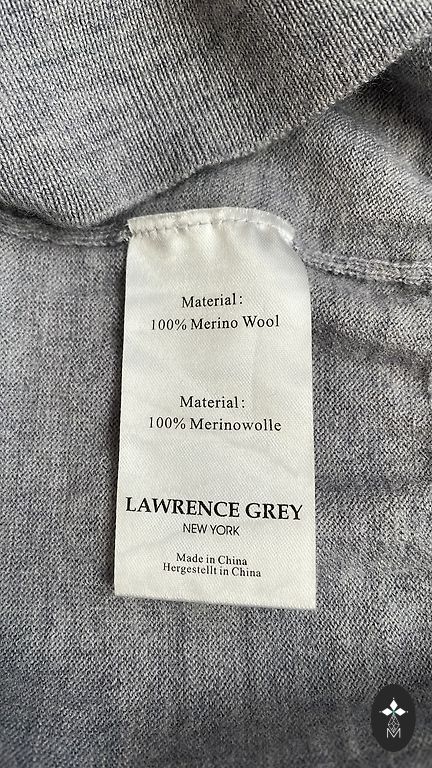 Material:
100% Merino Wool
Material:
100% Merinowolle
LAWRENCE GREY
NEW YORK
Made in China
Hergestellt in China
M